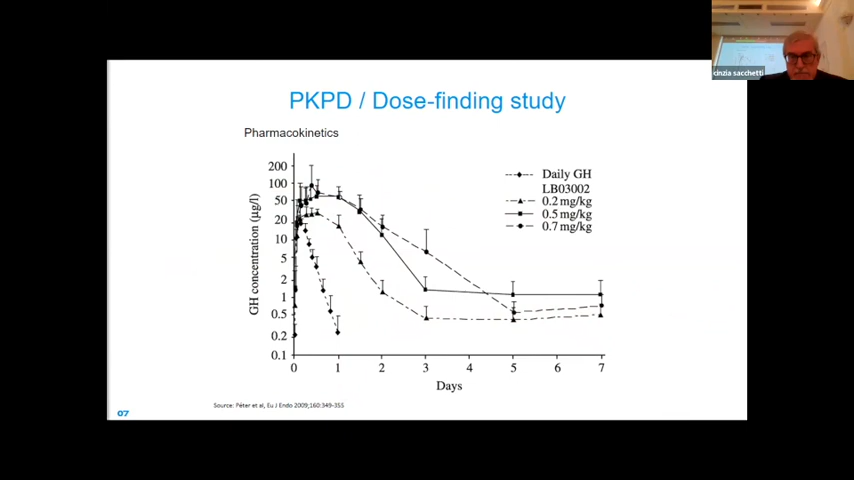 cinzia sacchetti
PKPD / Dose-finding study
Pharmacokinetics
GH concentration (µg/l)
200
100
50
20
10
5
2
1
0.5
0.2
0.1
0 1 2 3 4 5 6 7
Days
Daily GH
LB03002
0.2 mg/kg
0.5 mg/kg
0.7 mg/kg
Source: Péter et al, Eu J Endo 2009;160:349-355
07